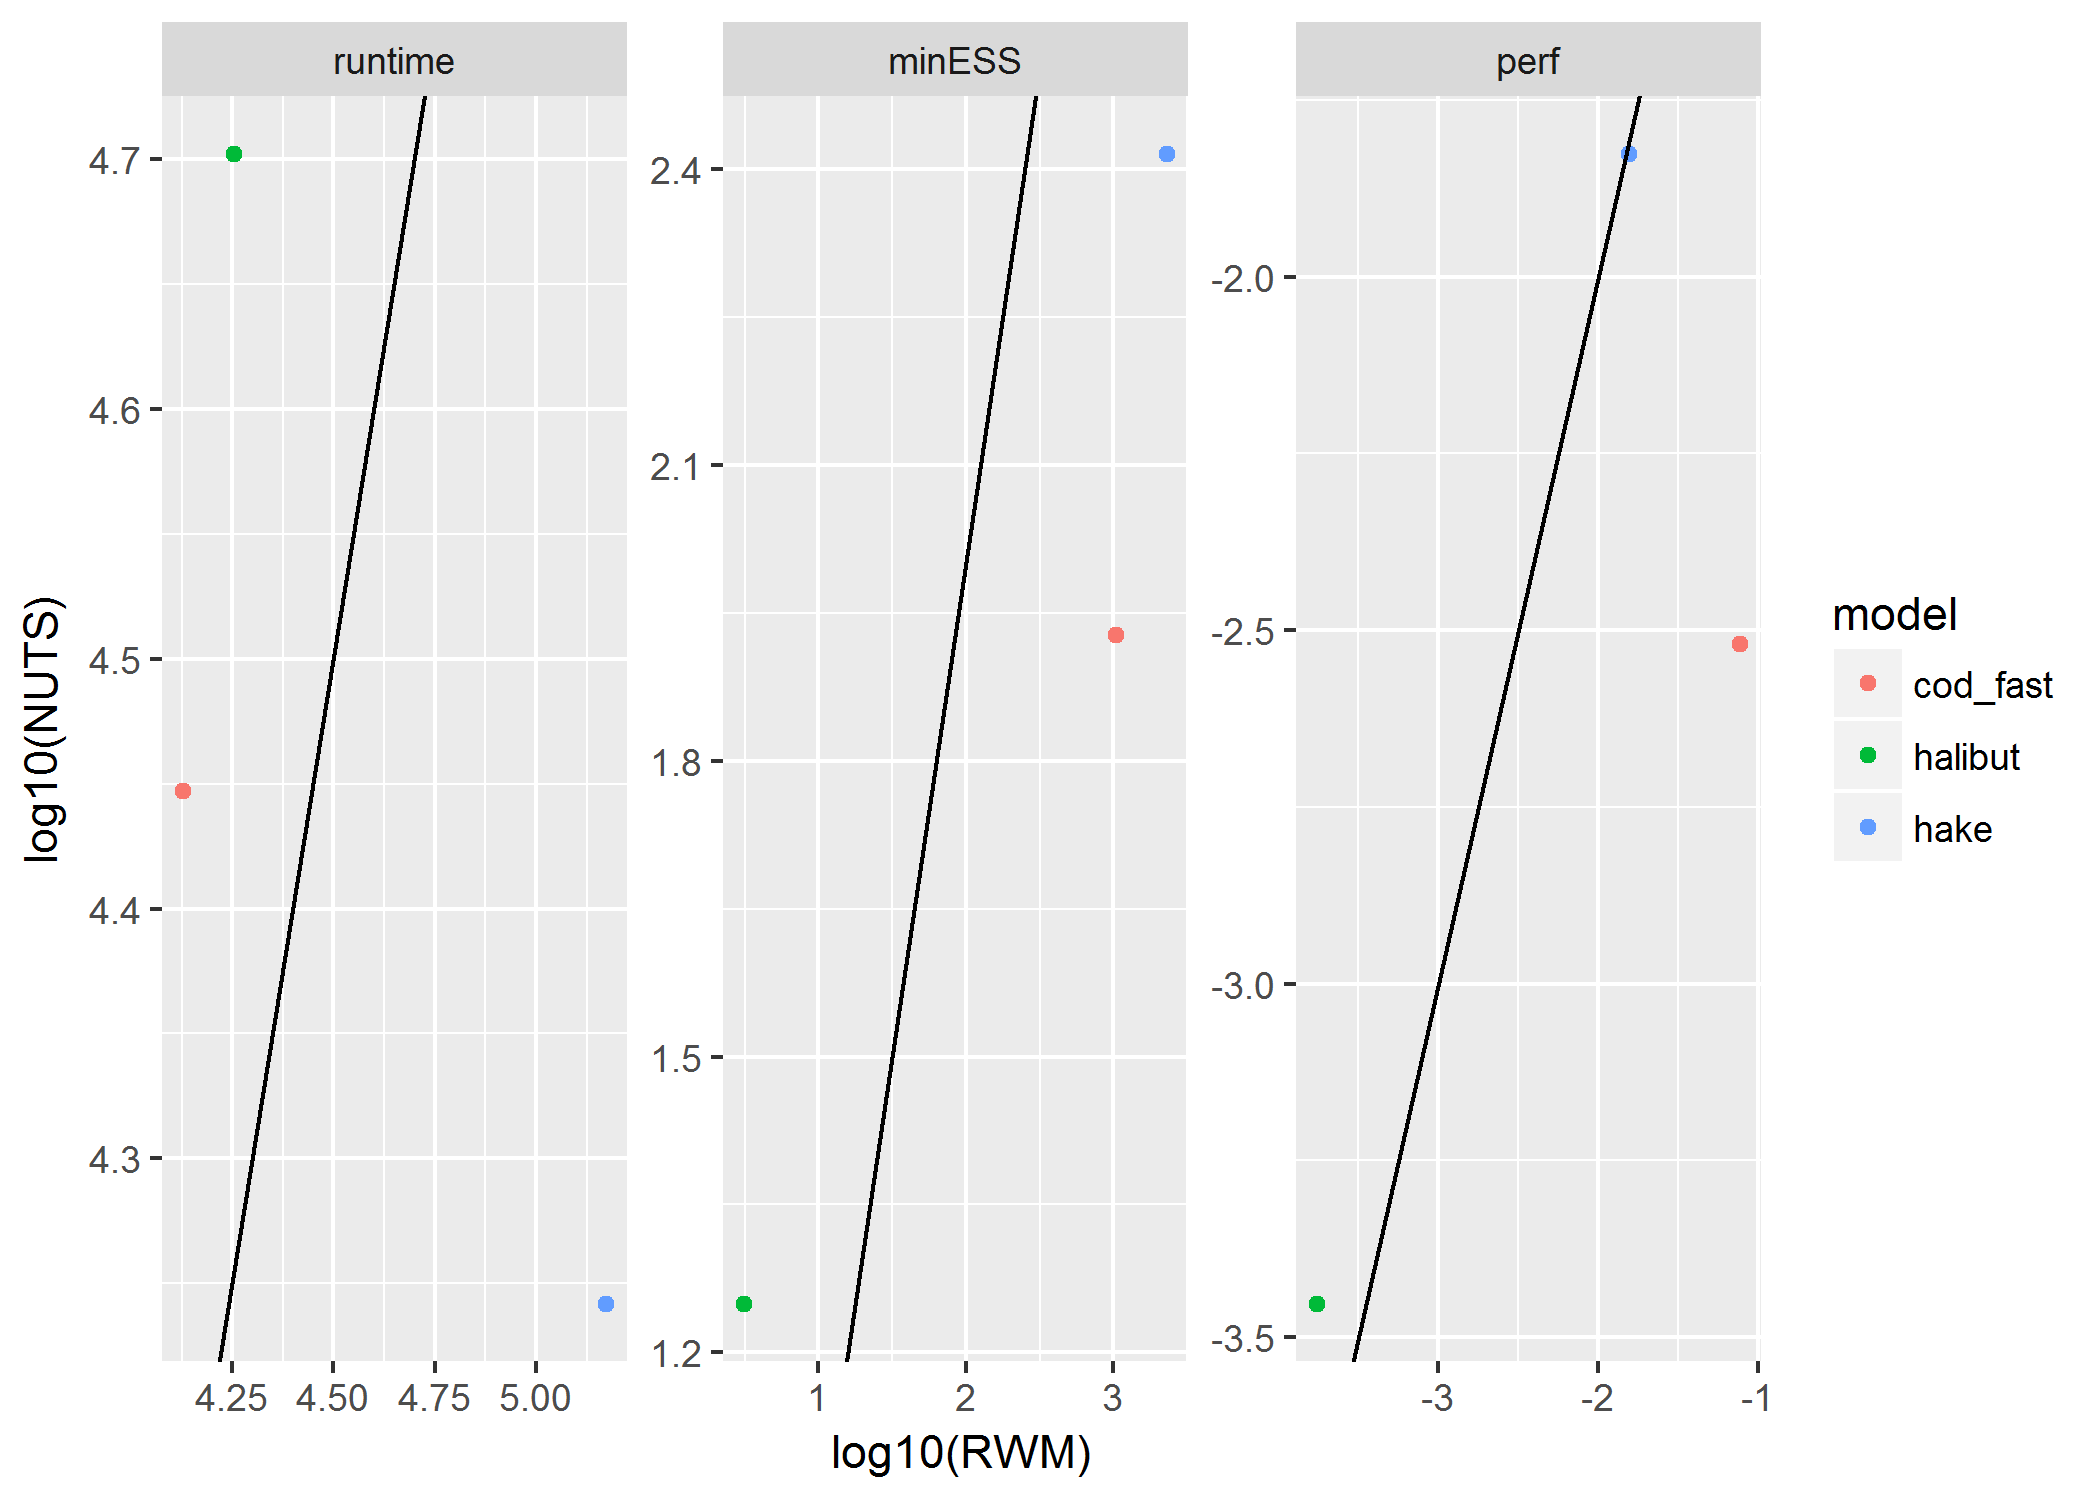 runtime
minESS
perf
log10(NUTS)
4.7
4.6
4.5
4.4
4.3
4.25 4.50 4.75 5.00
2.4
2.1
1.8
1.5
1.2
1 2 3
-2.0
-2.5
-3.0
-3.5
-3 -2 -1
log10(RWM)
model
cod_fast
halibut
hake